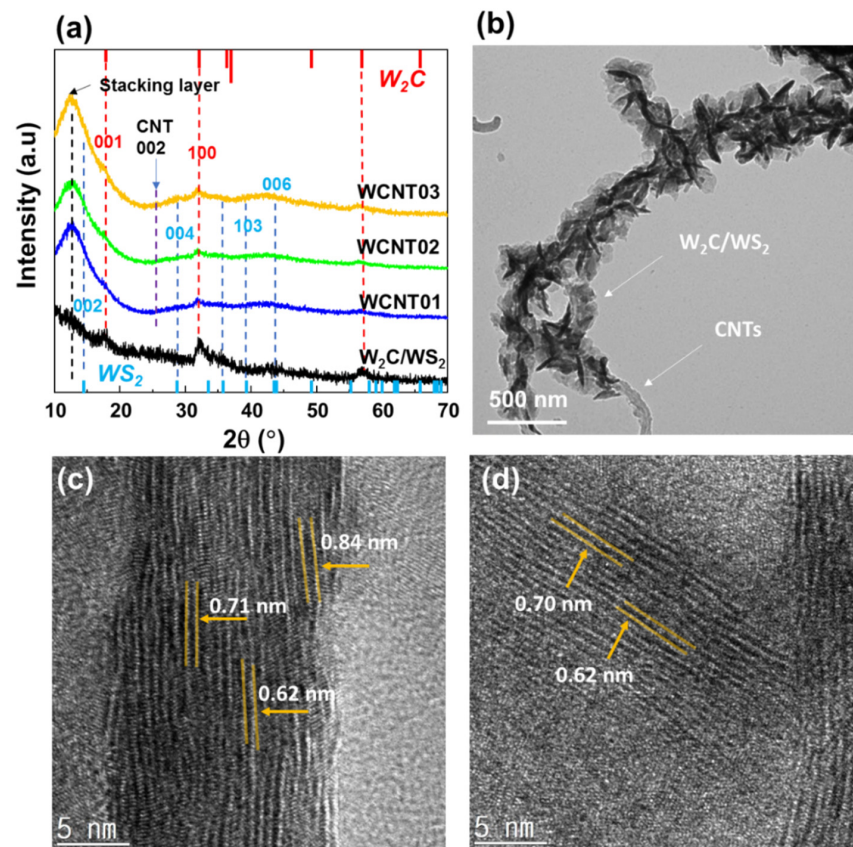 (a)
W₂C
Stacking layer
001
CNT
002
100
WCNT03
006
004
103
WCNT02
WCNT01
002
W₂C/WS₂
WS₂
Intensity (a.u)
10 20 30 40 50 60 70
2θ (°)
(b)
W₂C/WS₂
CNTs
500 nm
(c)
0.84 nm
0.71 nm
0.62 nm
5 nm
(d)
0.70 nm
0.62 nm
5 nm